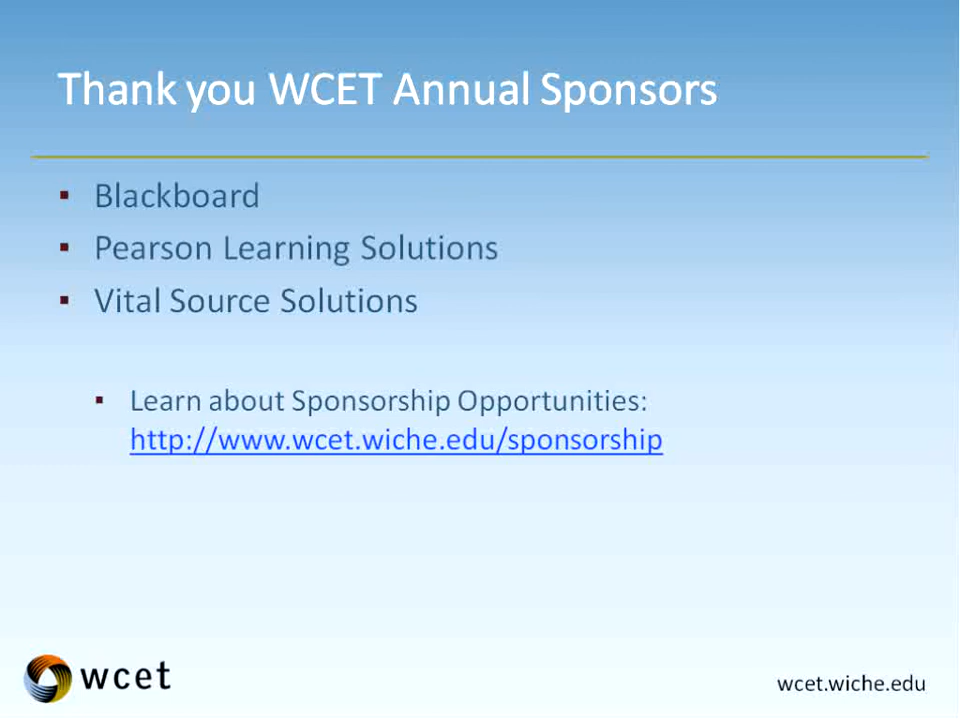 Thank you WCET Annual Sponsors
▪ Blackboard
▪ Pearson Learning Solutions
▪ Vital Source Solutions
▪ Learn about Sponsorship Opportunities:
http://www.wcet.wiche.edu/sponsorship
wcet
wcet.wiche.edu